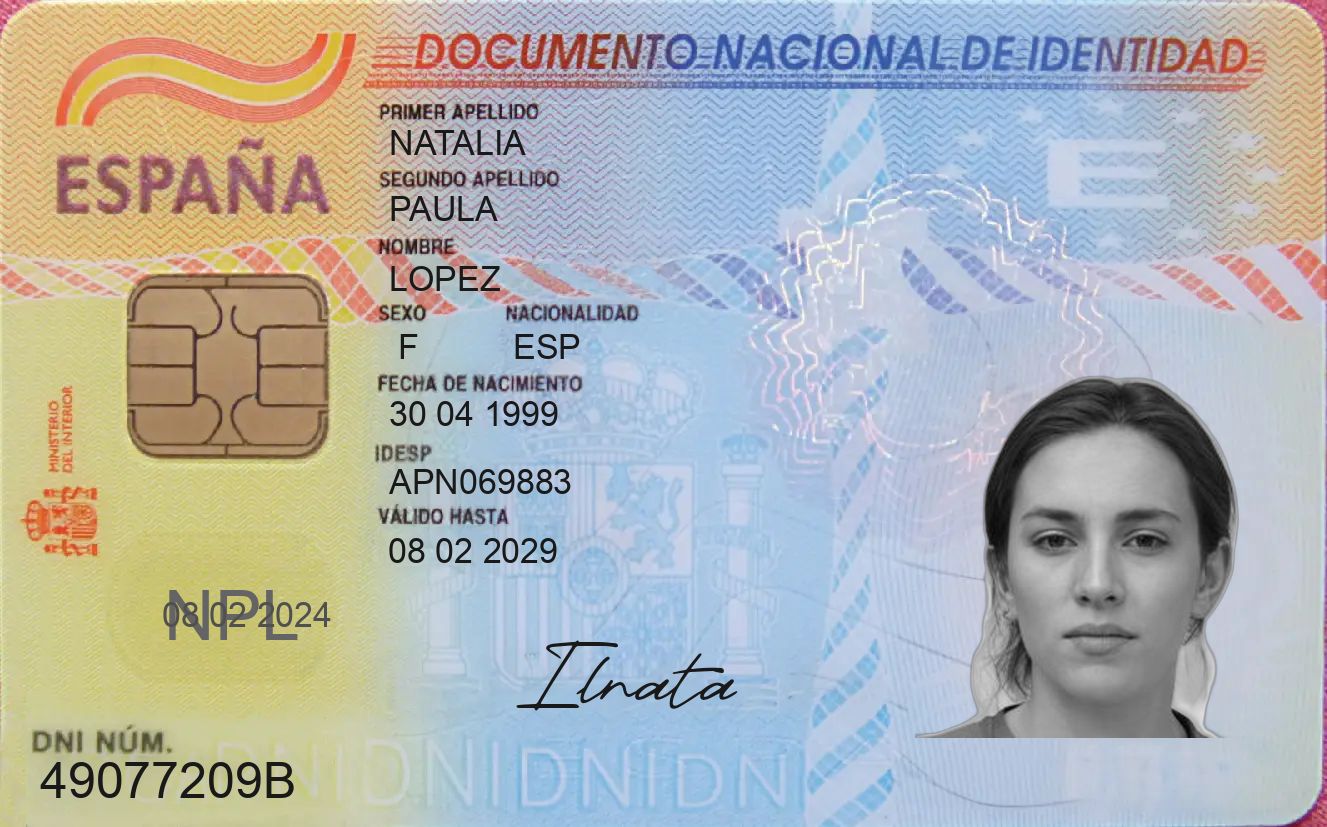 DOCUMENTO NACIONAL DE IDENTIDAD
ESPAÑA
PRIMER APELLIDO
NATALIA
SEGUNDO APELLIDO
PAULA
NOMBRE
LOPEZ
SEXO NACIONALIDAD
F ESP
FECHA DE NACIMIENTO
30 04 1999
IDESP
APN069883
VÁLIDO HASTA
08 02 2029
MINISTERIO
DEL INTERIOR
E
NPL
08 02 2024
Ilnata
DNI NÚM.
49077209B
DNIDNIDNIDNI